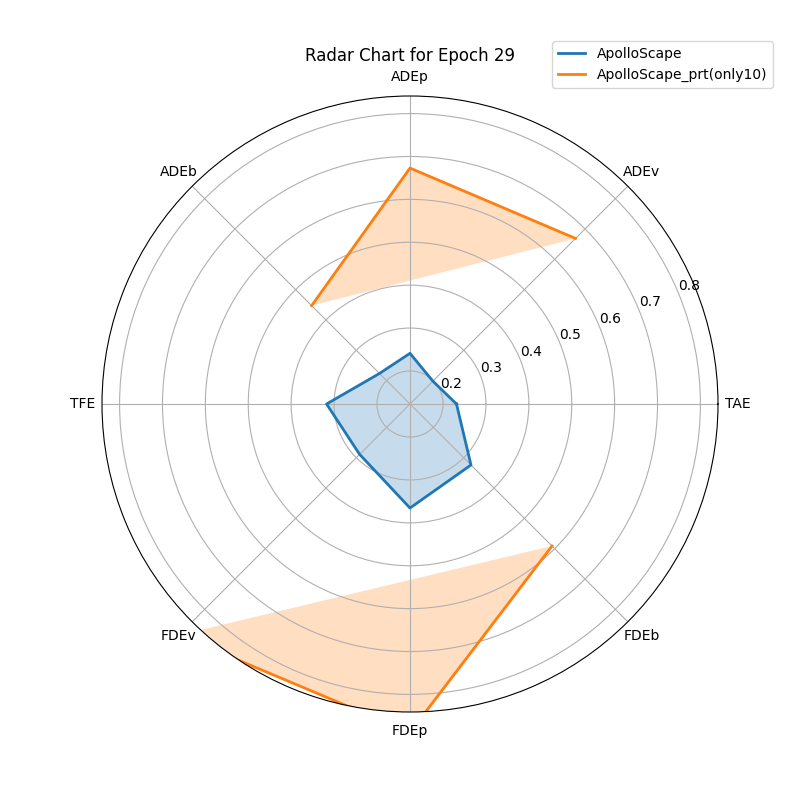 Radar Chart for Epoch 29
ApolloScape
ApolloScape_prt(only10)
ADEp
ADEb
ADEv
0.8
0.7
0.6
0.5
0.4
0.3
0.2
TFE
TAE
FDEv
FDEb
FDEp